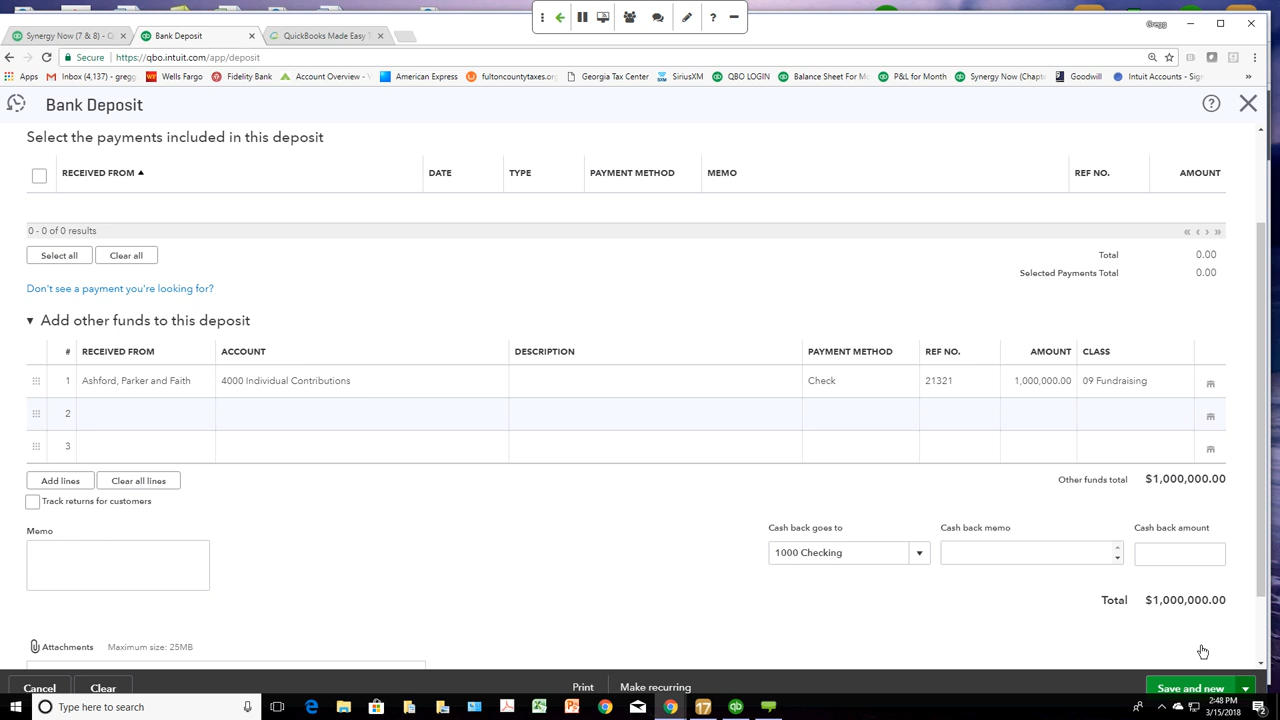 Gregg
Synergy Now (7 & 8) - Q
Bank Deposit
QuickBooks Made Easy T
Secure
https://qbo.intuit.com/app/deposit
Apps
Inbox (4,137) - gregg
Wells Fargo
Fidelity Bank
Account Overview - V
American Express
fultoncountytaxes.org
Georgia Tax Center
SiriusXM
QBO LOGIN
Balance Sheet For M
P&L for Month
Synergy Now (Chapt
Goodwill
Intuit Accounts - Sign
»
Bank Deposit
Select the payments included in this deposit
RECEIVED FROM ▲ DATE TYPE PAYMENT METHOD MEMO REF NO. AMOUNT
0 - 0 of 0 results
Select all
Clear all
Total 0.00
Selected Payments Total 0.00
Don't see a payment you're looking for?
Add other funds to this deposit
# RECEIVED FROM ACCOUNT DESCRIPTION PAYMENT METHOD REF NO. AMOUNT CLASS
1 Ashford, Parker and Faith 4000 Individual Contributions Check 21321 1,000,000.00 09 Fundraising
2
3
Add lines
Clear all lines
Other funds total $1,000,000.00
Track returns for customers
Memo
Cash back goes to
Cash back memo
Cash back amount
1000 Checking
Total $1,000,000.00
Attachments Maximum size: 25MB
Cancel
Clear
Print
Make recurring
Save and new
Type here to search
17
2:48 PM
3/15/2018
2